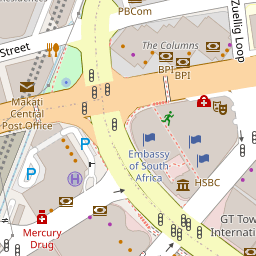 PBCom
Street
The Columns
Zuellig Loop
BPI
BPI
Makati
Central
Post Office
P
P
H
Embassy
of South
Africa
HSBC
Mercury
Drug
GT Tow
Internation